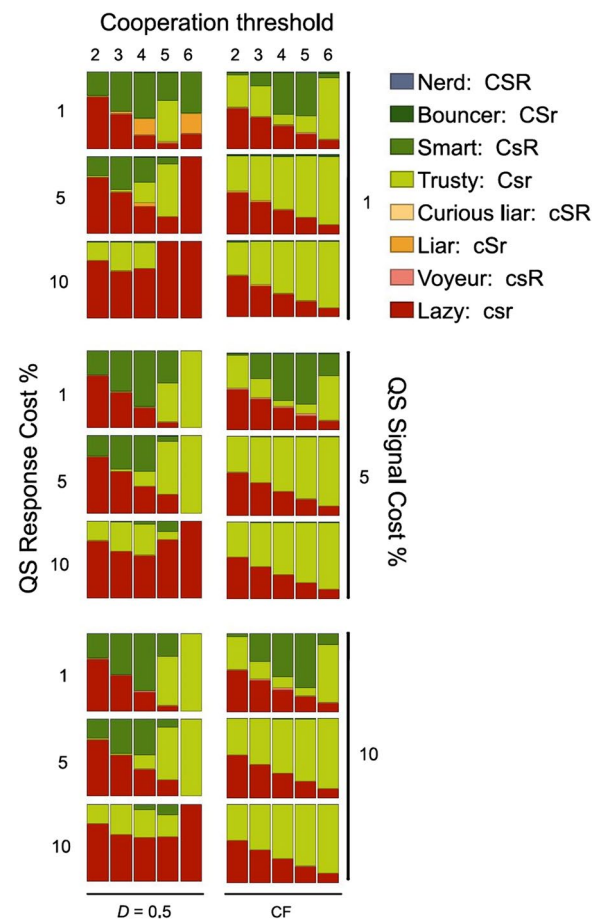 Cooperation threshold
2 3 4 5 6
2 3 4 5 6
Nerd: CSR
Bouncer: CSr
Smart: CsR
Trusty: Csr
Curious liar: cSR
Liar: cSr
Voyeur: csR
Lazy: csr
QS Response Cost %
1
5
10
1
1
5
10
5
1
5
10
10
QS Signal Cost %
D = 0,5
CF